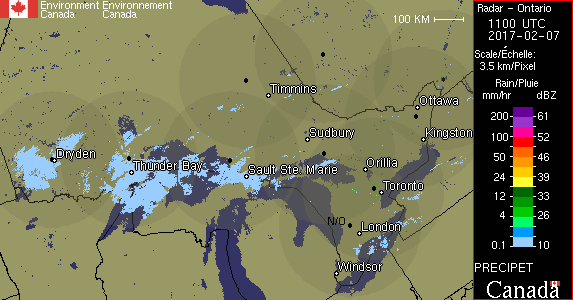 Environment Environnement
Canada Canada
100 KM
Timmins
Ottawa
Sudbury
Kingston
Dryden
Thunder Bay
Sault Ste. Marie
Orillia
Toronto
N/O
London
Windsor
Radar - Ontario
1100 UTC
2017-02-07
Scale/Échelle:
3.5 km/Pixel
Rain/Pluie
mm/hr dBZ
200 61
100 52
50 46
24 39
12 33
4 26
0.1 10
PRECIPET
Canada